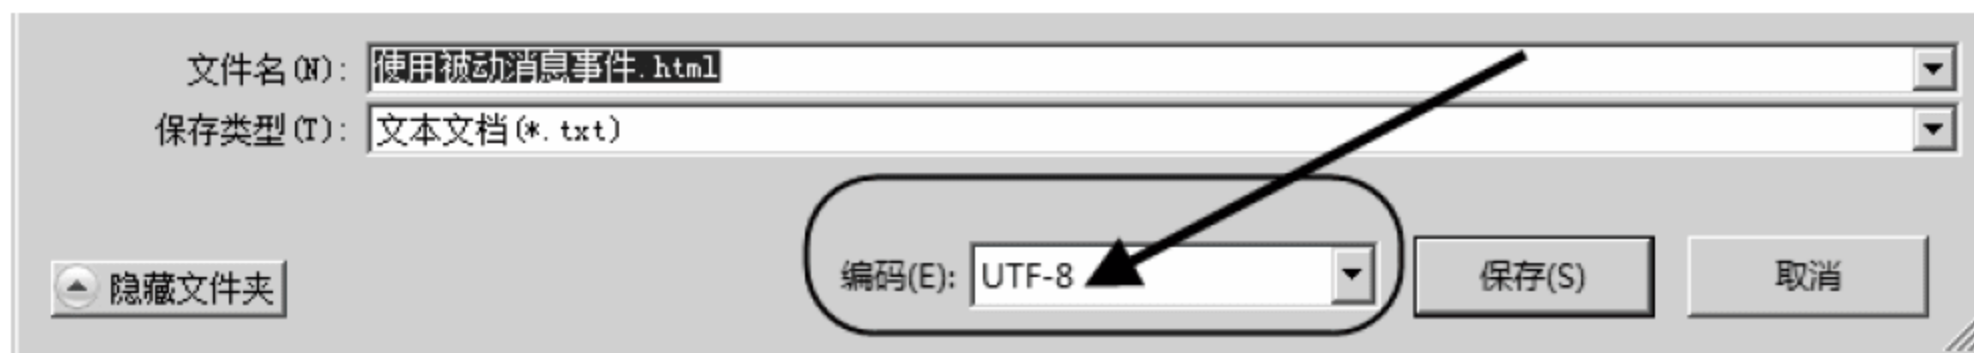 文件名(N): 使用被动消息事件.html
保存类型(T): 文本文档(*.txt)
隐藏文件夹 编码(E): UTF-8 保存(S) 取消